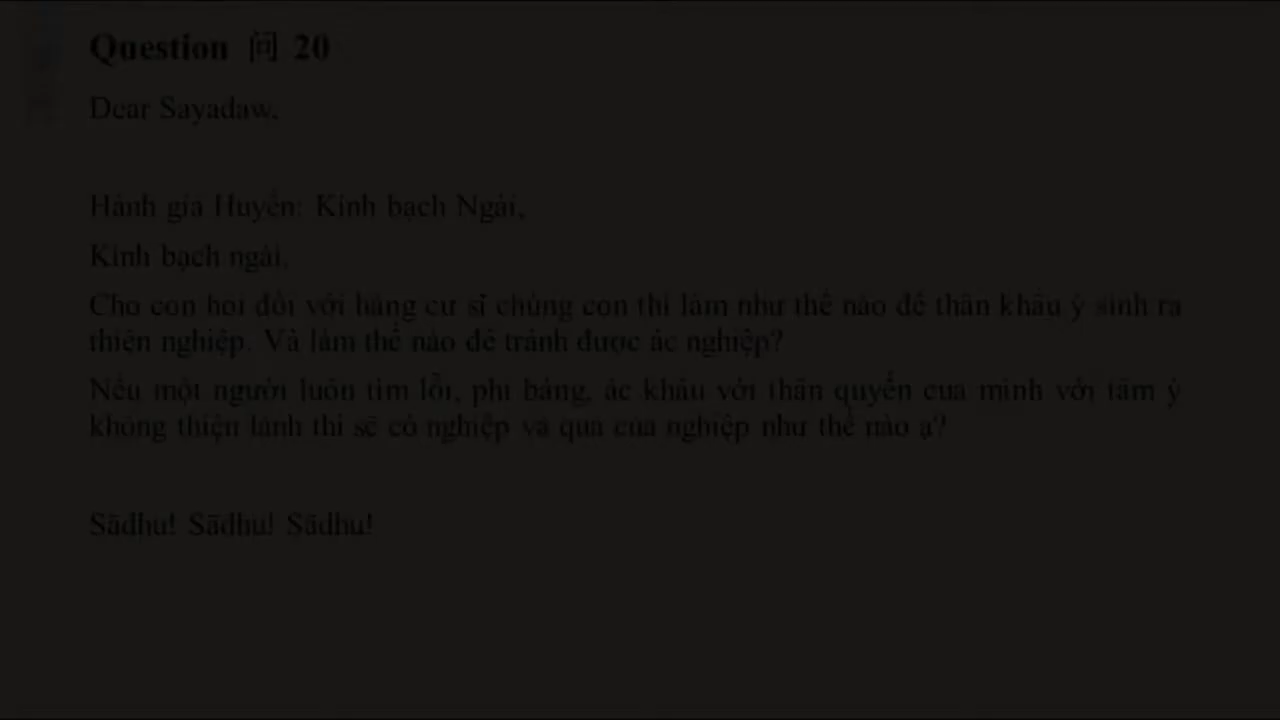 Question 问 20
Dear Sayadaw,
Hành giả Huyền: Kính bạch Ngài,
Kính bạch ngài,
Cho con hỏi đối với hàng cư sĩ chúng con thì làm như thế nào để thân khẩu ý sinh ra
thiện nghiệp. Và làm thế nào để tránh được ác nghiệp?
Nếu một người luôn tìm lỗi, phỉ báng, ác khẩu với thân quyến của mình với tâm ý
không thiện lành thì sẽ có nghiệp và quả của nghiệp như thế nào ạ?
Sādhu! Sādhu! Sādhu!